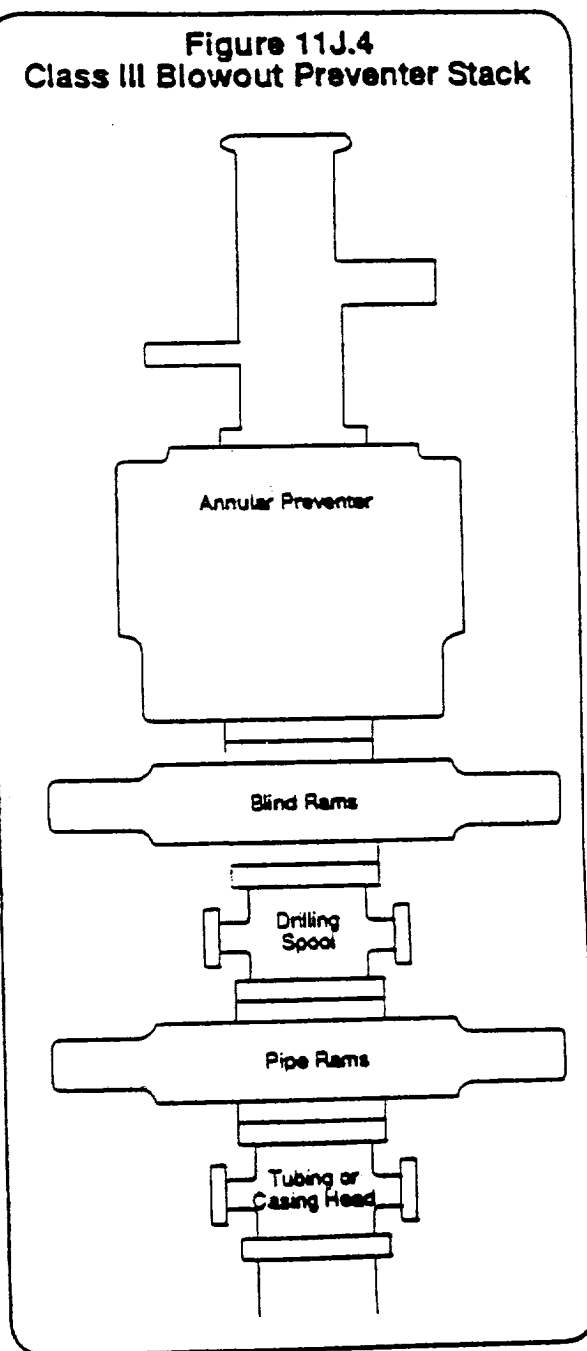 Figure 11J.4
Class III Blowout Preventer Stack
Annular Preventer
Blind Rams
Drilling
Spool
Pipe Rams
Tubing or
Casing Head